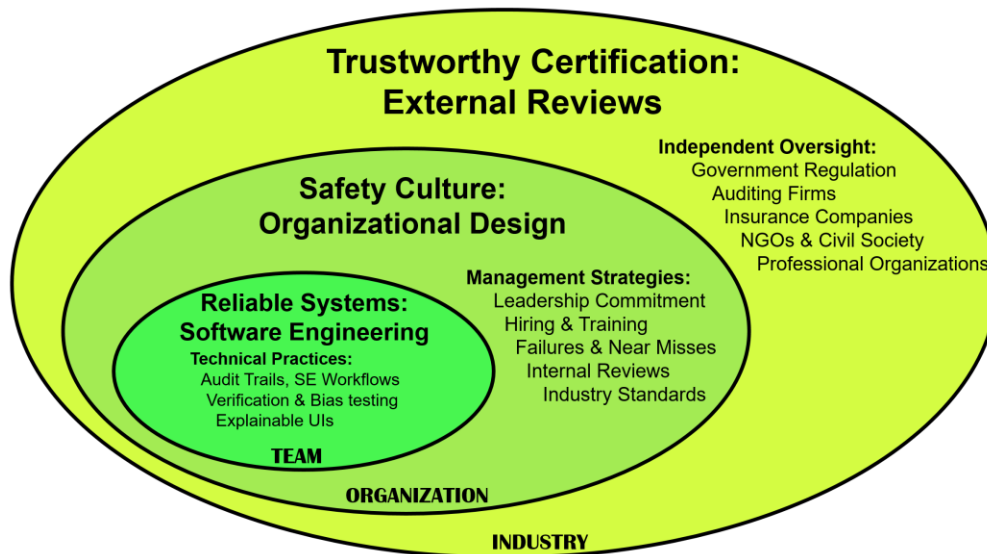 Trustworthy Certification:
External Reviews
Independent Oversight:
Government Regulation
Auditing Firms
Insurance Companies
NGOs & Civil Society
Professional Organizations
Safety Culture:
Organizational Design
Management Strategies:
Leadership Commitment
Hiring & Training
Failures & Near Misses
Internal Reviews
Industry Standards
Reliable Systems:
Software Engineering
Technical Practices:
Audit Trails, SE Workflows
Verification & Bias testing
Explainable UIs
TEAM
ORGANIZATION
INDUSTRY